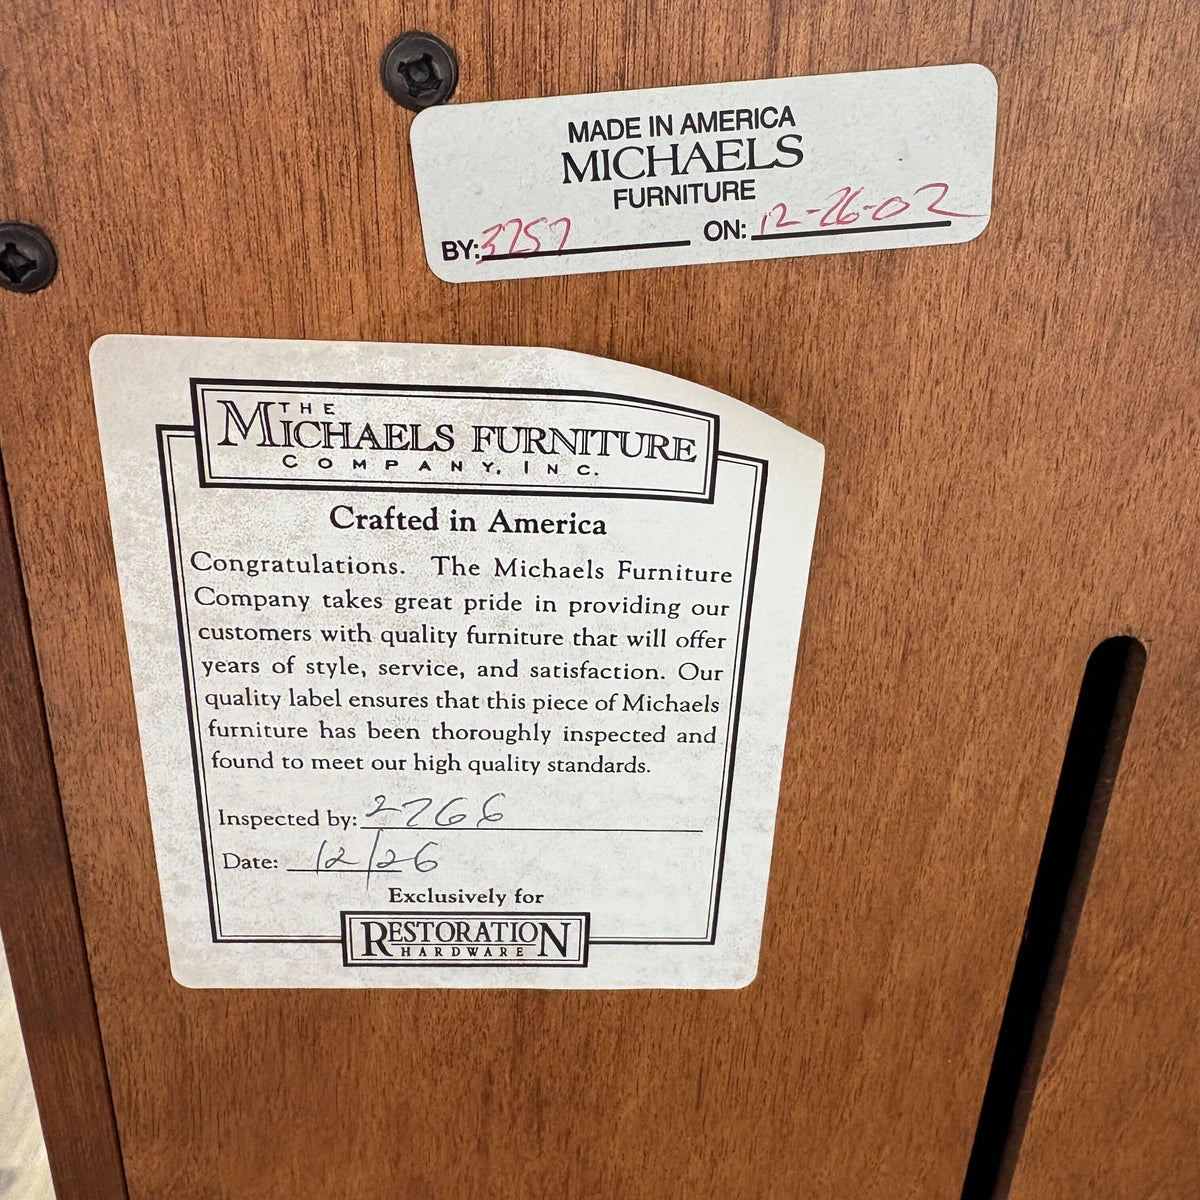 MADE IN AMERICA
MICHAELS
FURNITURE
BY: 3257 ON: 12-26-02
THE
MICHAELS FURNITURE
COMPANY, INC.
Crafted in America
Congratulations. The Michaels Furniture
Company takes great pride in providing our
customers with quality furniture that will offer
years of style, service, and satisfaction. Our
quality label ensures that this piece of Michaels
furniture has been thoroughly inspected and
found to meet our high quality standards.
Inspected by: 2766
Date: 12/26
Exclusively for
RESTORATION
HARDWARE